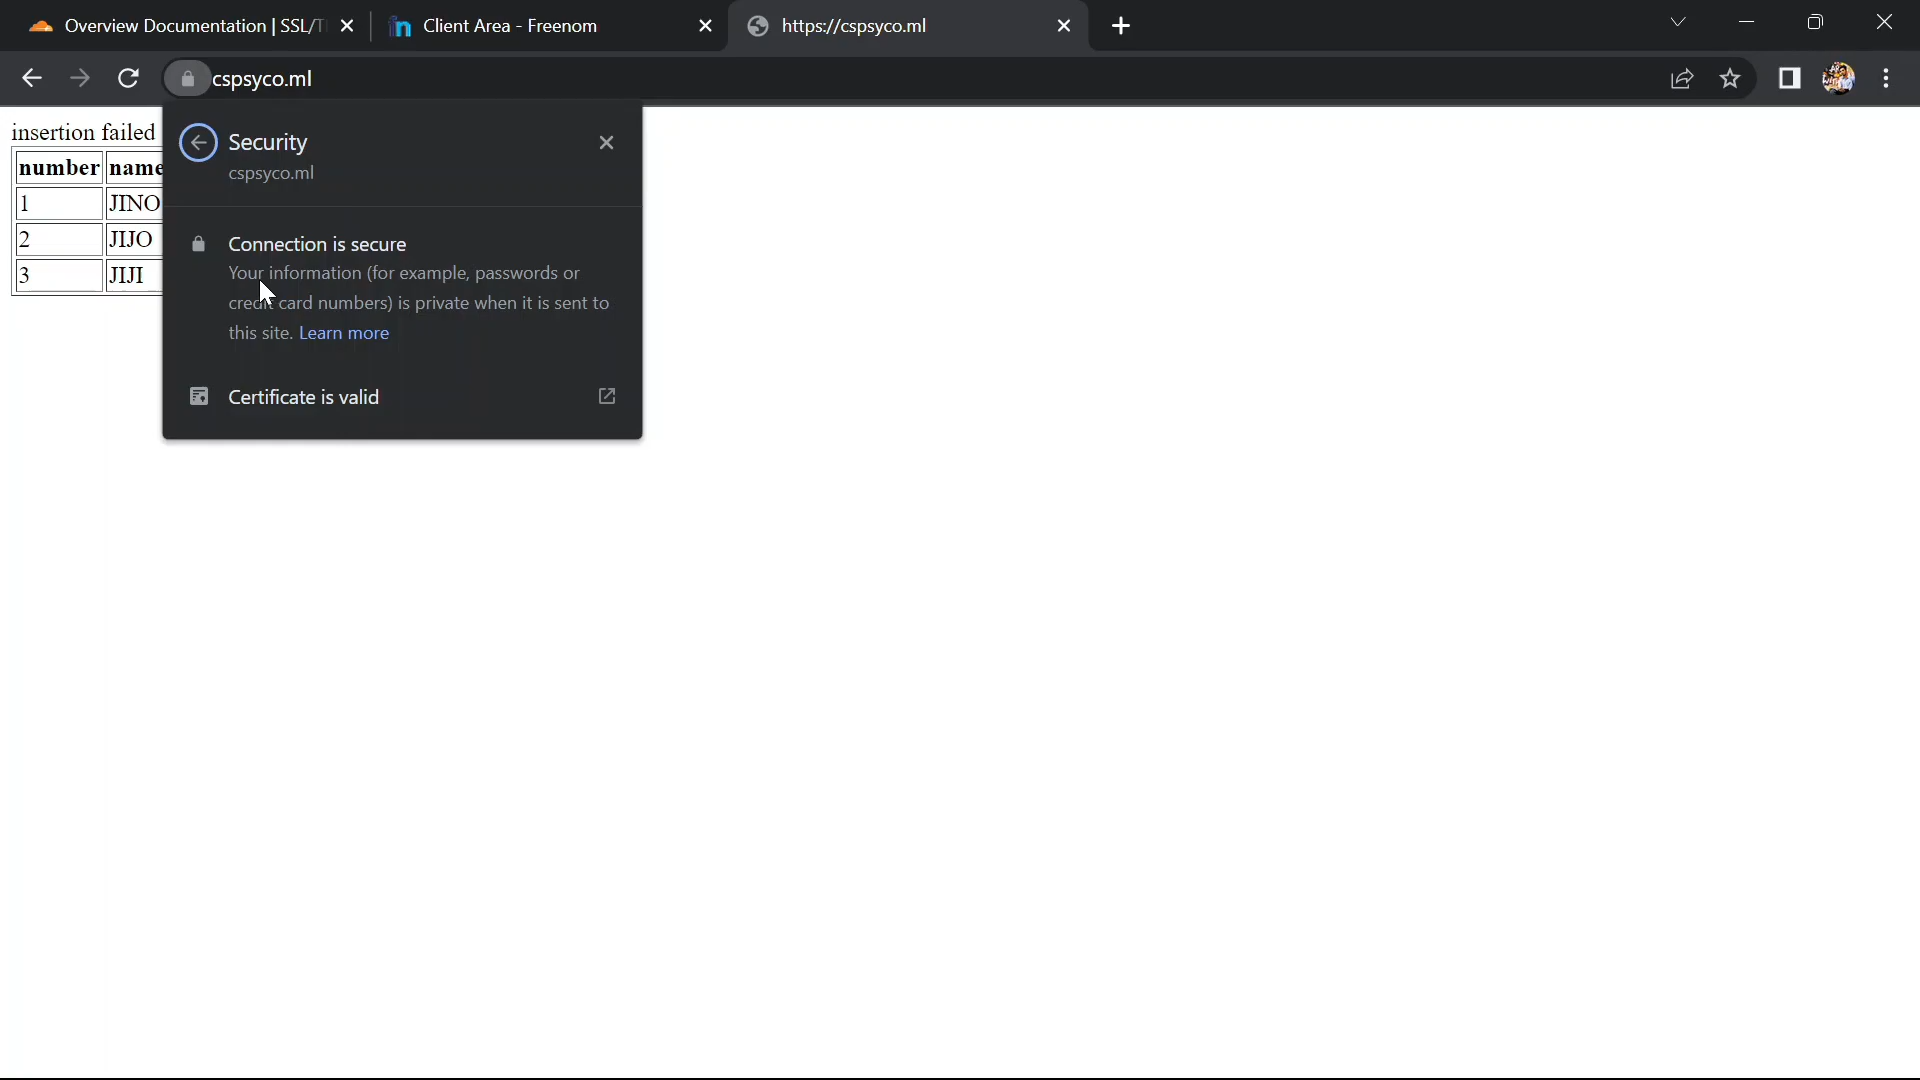 Overview Documentation | SSL/T
Client Area - Freenom
https://cspsyco.ml
cspsyco.ml
insertion failed
number name
1 JINO
2 JIJO
3 JIJI
Security
cspsyco.ml
Connection is secure
Your information (for example, passwords or
credit card numbers) is private when it is sent to
this site. Learn more
Certificate is valid